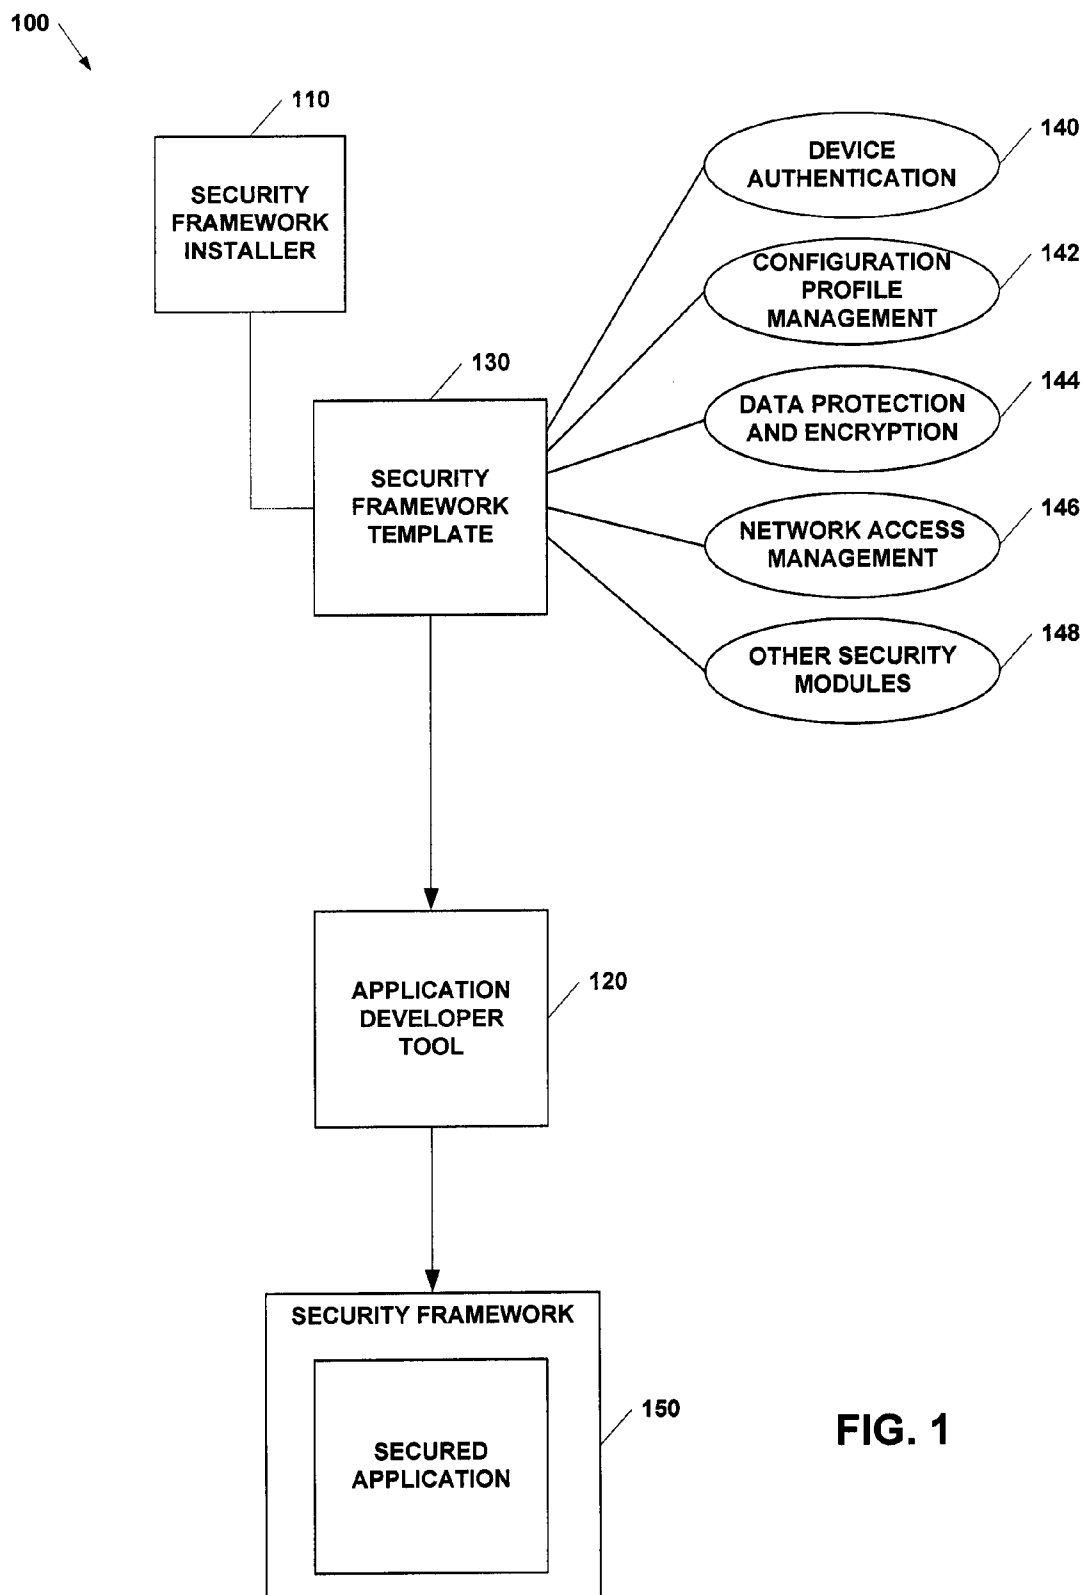 100
110
SECURITY
FRAMEWORK
INSTALLER
140
DEVICE
AUTHENTICATION
142
CONFIGURATION
PROFILE
MANAGEMENT
130
SECURITY
FRAMEWORK
TEMPLATE
144
DATA PROTECTION
AND ENCRYPTION
146
NETWORK ACCESS
MANAGEMENT
148
OTHER SECURITY
MODULES
120
APPLICATION
DEVELOPER
TOOL
SECURITY FRAMEWORK
150
SECURED
APPLICATION
FIG. 1